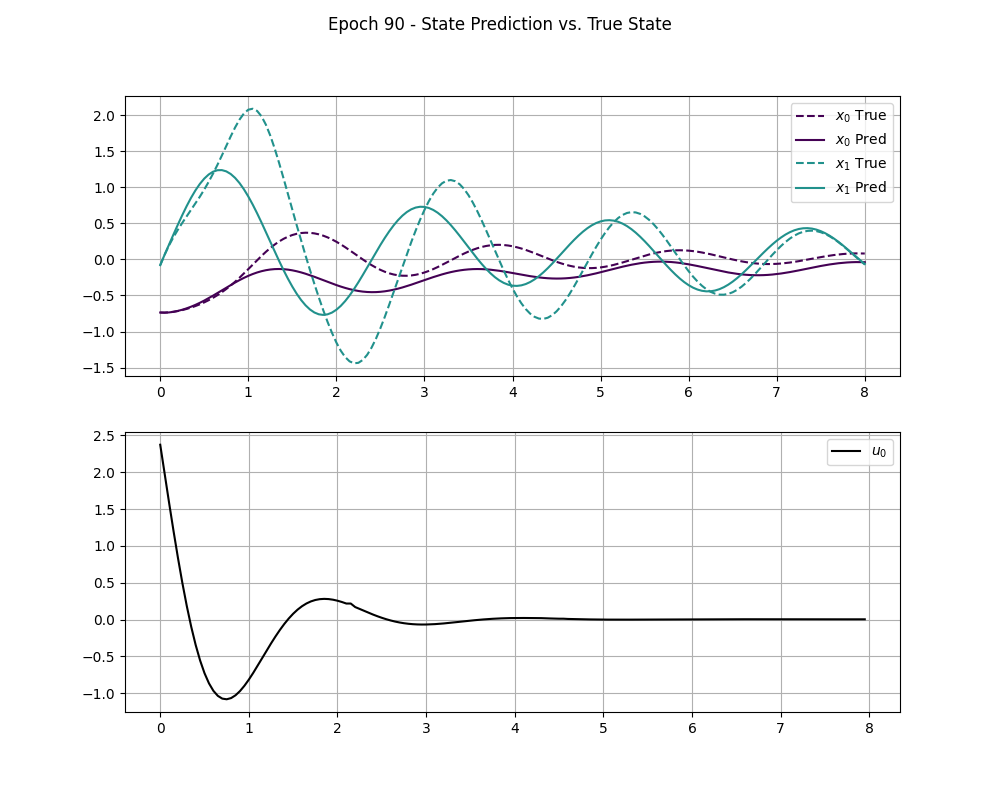 Epoch 90 - State Prediction vs. True State
2.0
1.5
1.0
0.5
0.0
−0.5
−1.0
−1.5
0 1 2 3 4 5 6 7 8
x₀ True
x₀ Pred
x₁ True
x₁ Pred
2.5
2.0
1.5
1.0
0.5
0.0
−0.5
−1.0
0 1 2 3 4 5 6 7 8
u₀